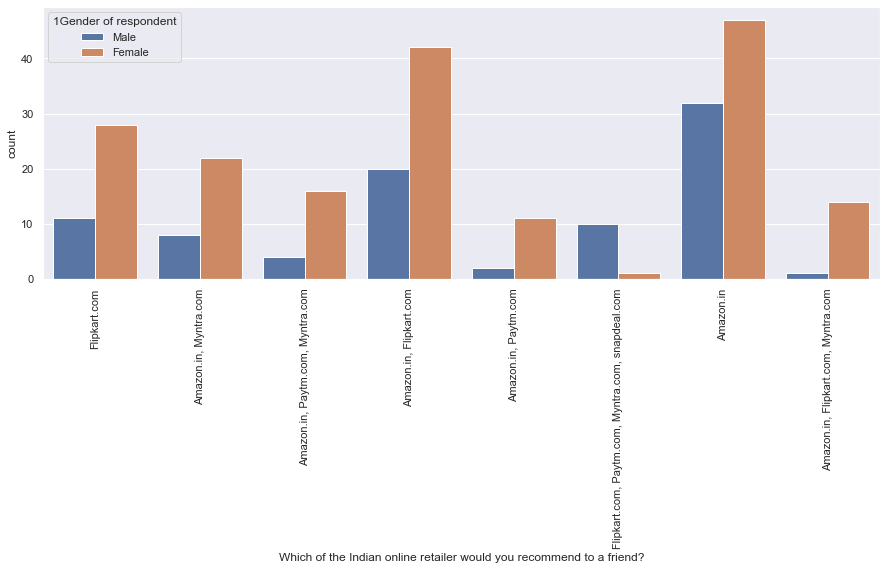 1Gender of respondent
Male
Female
count
40
30
20
10
0
Flipkart.com
Amazon.in, Myntra.com
Amazon.in, Paytm.com, Myntra.com
Amazon.in, Flipkart.com
Amazon.in, Paytm.com
Flipkart.com, Paytm.com, Myntra.com, snapdeal.com
Amazon.in
Amazon.in, Flipkart.com, Myntra.com
Which of the Indian online retailer would you recommend to a friend?